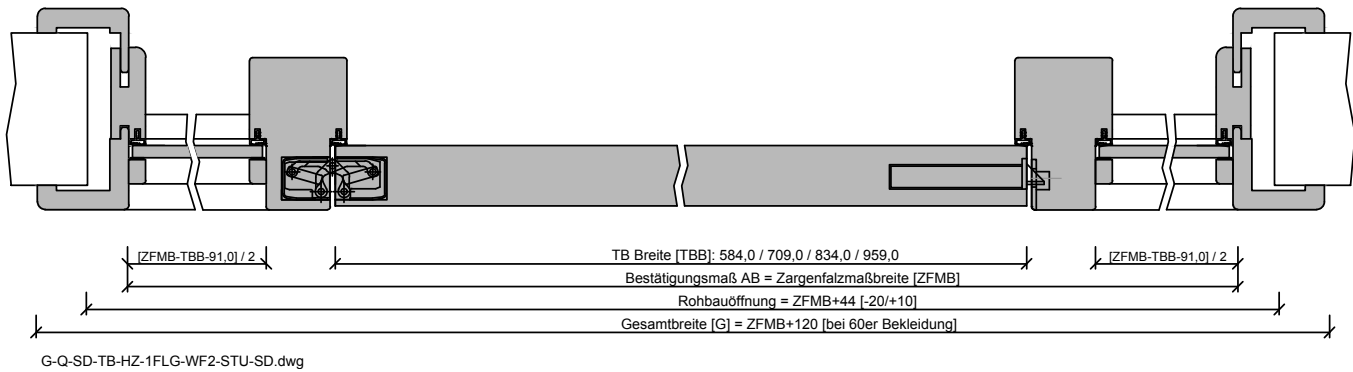 [ZFMB-TBB-91,0] / 2
TB Breite [TBB]: 584,0 / 709,0 / 834,0 / 959,0
[ZFMB-TBB-91,0] / 2
Bestätigungsmaß AB = Zargenfalzmaßbreite [ZFMB]
Rohbauöffnung = ZFMB+44 [-20/+10]
Gesamtbreite [G] = ZFMB+120 [bei 60er Bekleidung]
G-Q-SD-TB-HZ-1FLG-WF2-STU-SD.dwg